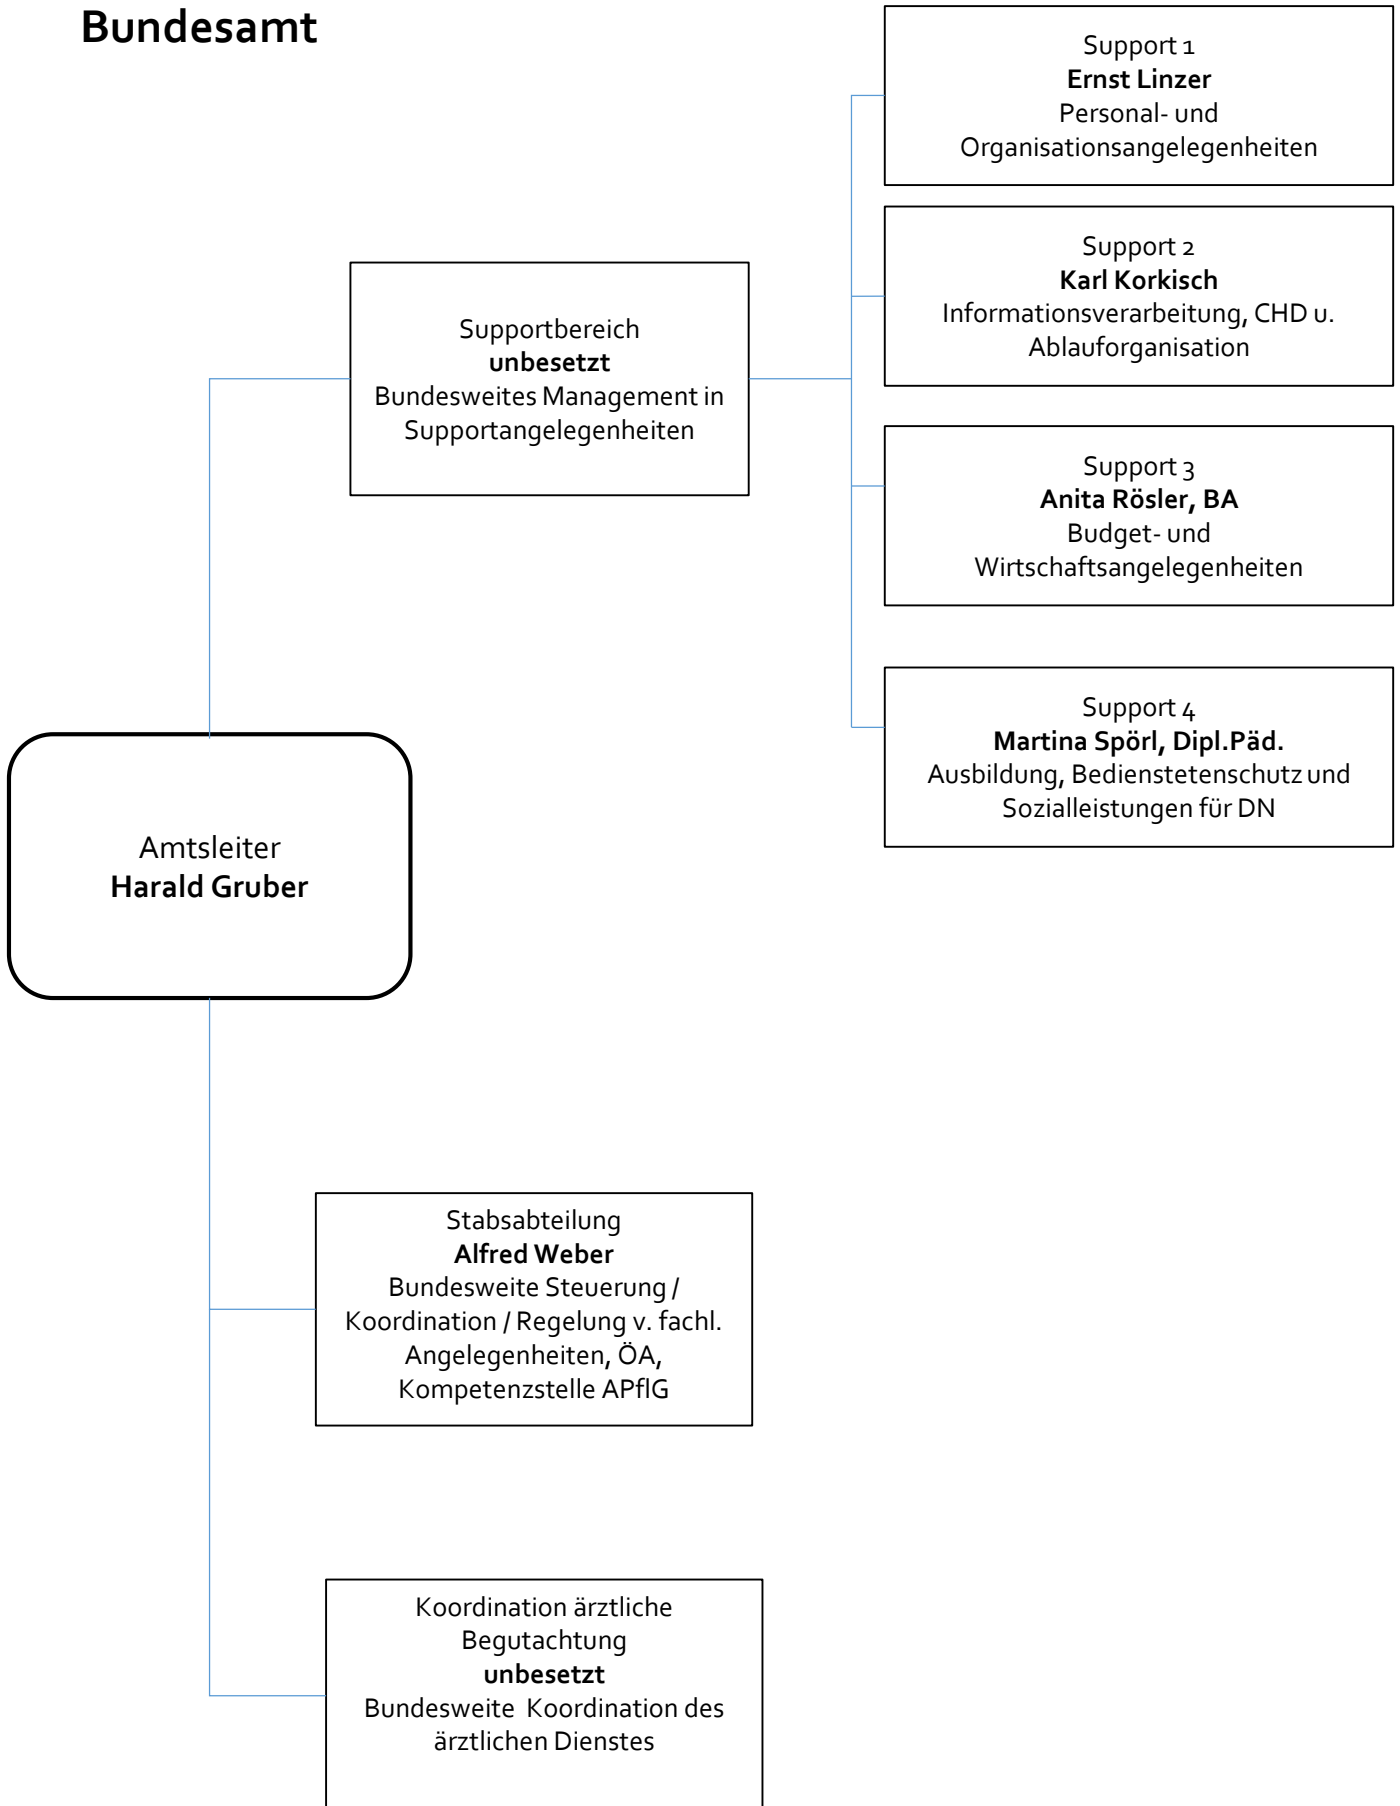 Bundesamt
Support 1
Ernst Linzer
Personal- und
Organisationsangelegenheiten
Support 2
Karl Korkisch
Informationsverarbeitung, CHD u.
Ablauforganisation
Supportbereich
unbesetzt
Bundesweites Management in
Supportangelegenheiten
Support 3
Anita Rösler, BA
Budget- und
Wirtschaftsangelegenheiten
Support 4
Martina Spörl, Dipl.Päd.
Ausbildung, Bedienstetenschutz und
Sozialleistungen für DN
Amtsleiter
Harald Gruber
Stabsabteilung
Alfred Weber
Bundesweite Steuerung /
Koordination / Regelung v. fachl.
Angelegenheiten, ÖA,
Kompetenzstelle APflG
Koordination ärztliche
Begutachtung
unbesetzt
Bundesweite  Koordination des
ärztlichen Dienstes